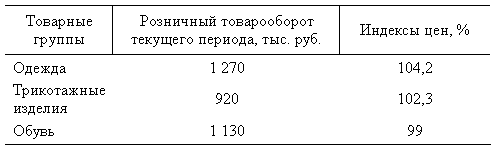 Товарные группы
Розничный товарооборот текущего периода, тыс. руб.
Индексы цен, %
Одежда 1 270 104,2
Трикотажные изделия 920 102,3
Обувь 1 130 99